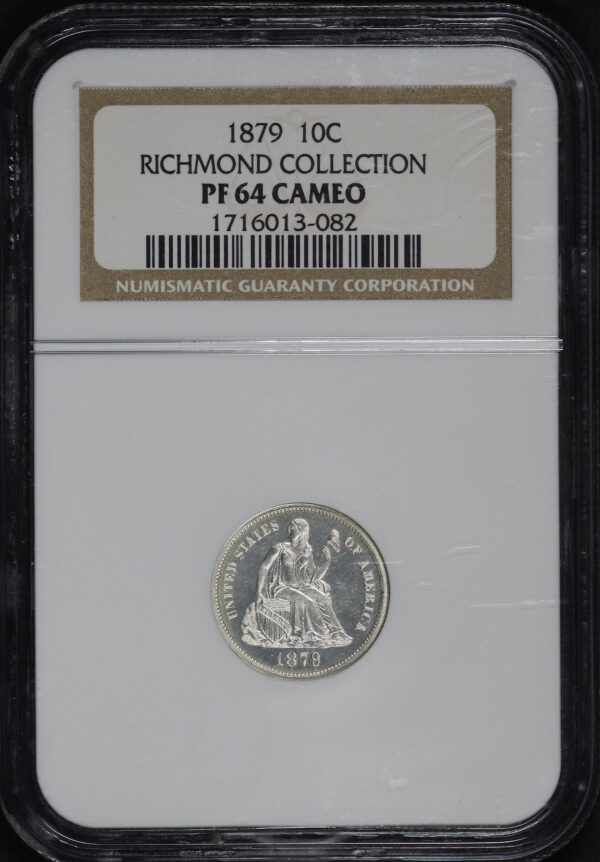 1879 10C
RICHMOND COLLECTION
PF 64 CAMEO
1716013-082
NUMISMATIC GUARANTY CORPORATION
UNITED STATES OF AMERICA
1879